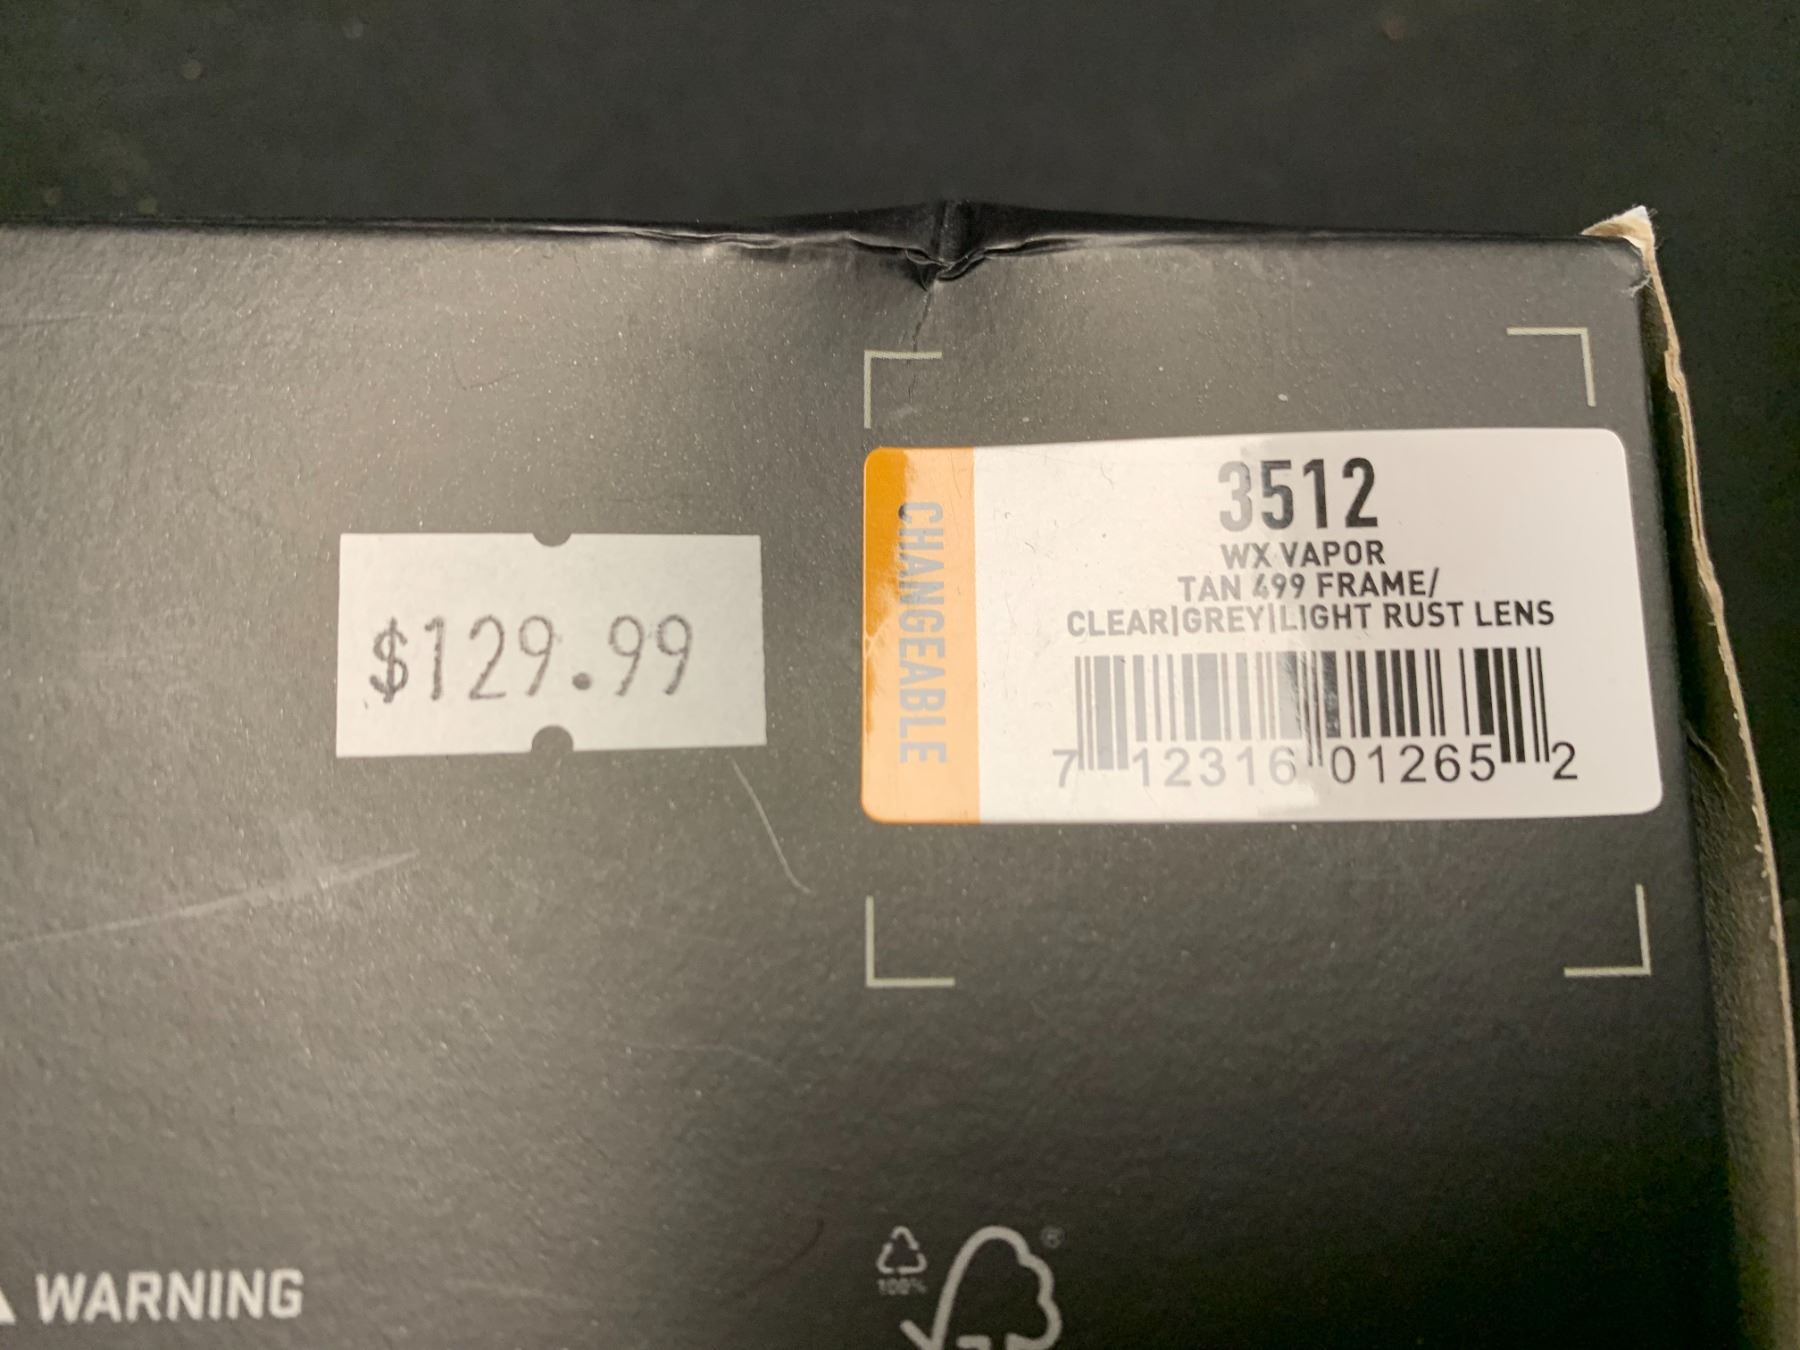 $129.99
CHANGEABLE
3512
WX VAPOR
TAN 499 FRAME/
CLEAR|GREY|LIGHT RUST LENS
7 12316 01265 2
WARNING
100%
®